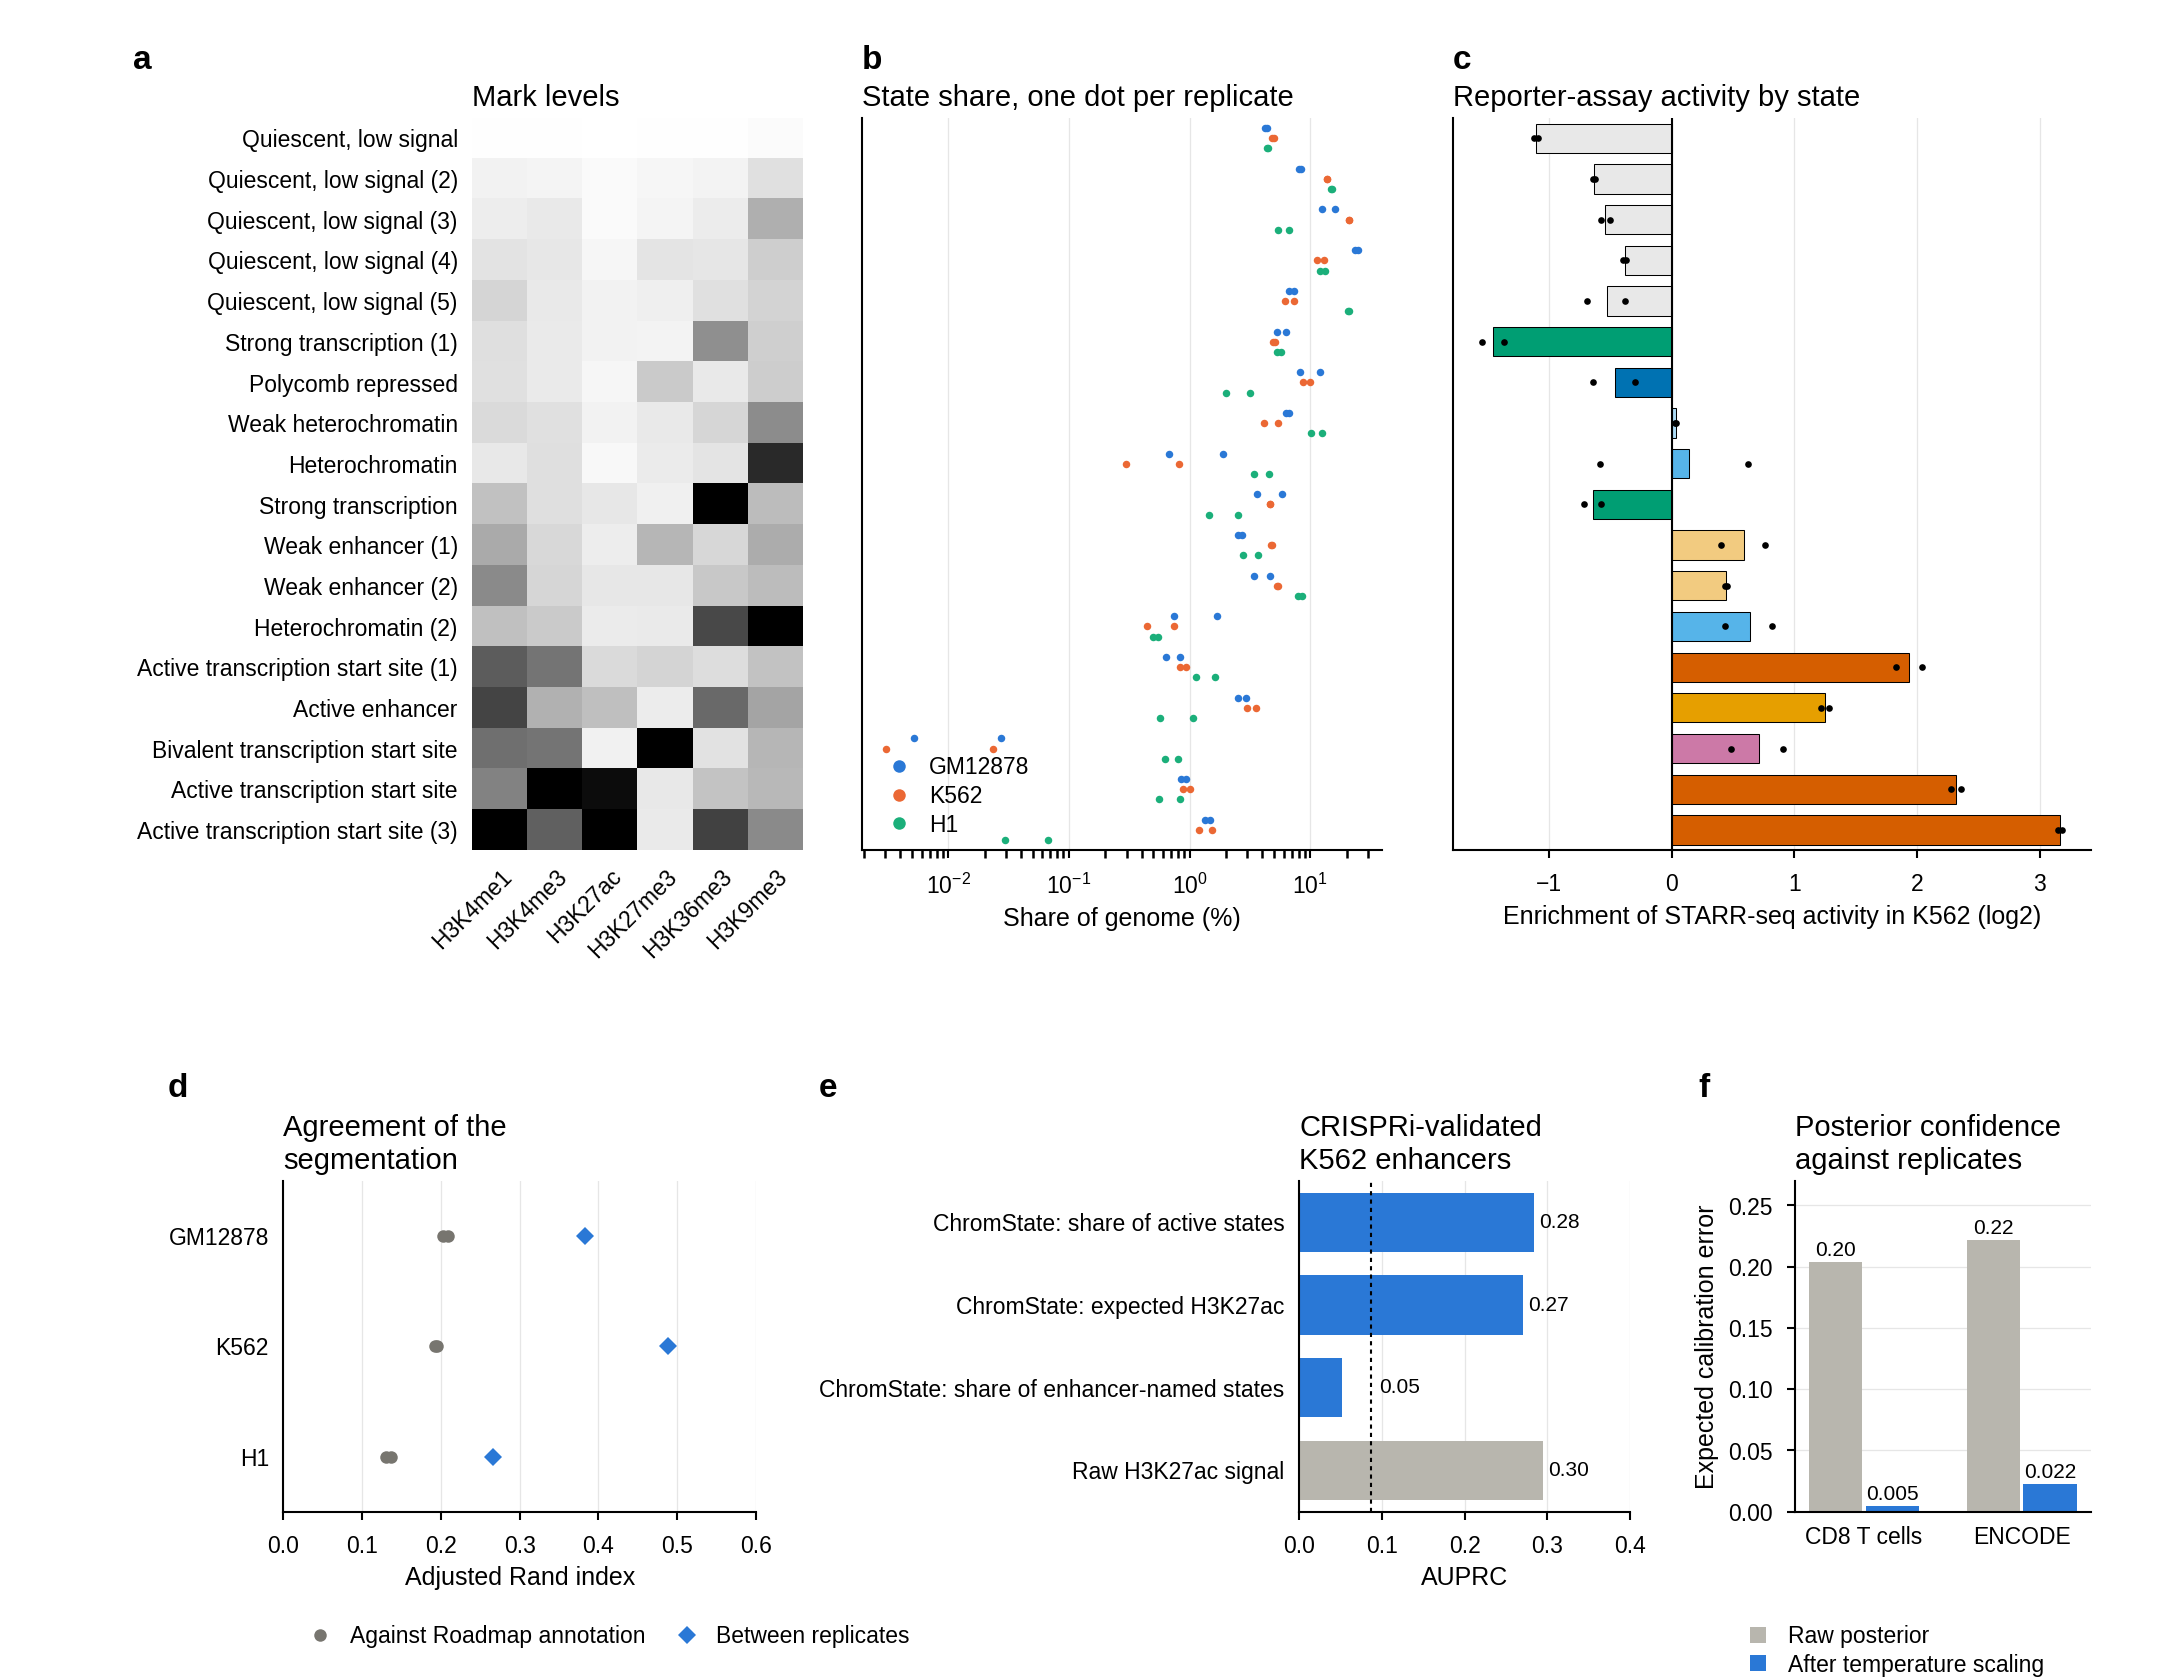 a
Mark levels
Quiescent, low signal
Quiescent, low signal (2)
Quiescent, low signal (3)
Quiescent, low signal (4)
Quiescent, low signal (5)
Strong transcription (1)
Polycomb repressed
Weak heterochromatin
Heterochromatin
Strong transcription
Weak enhancer (1)
Weak enhancer (2)
Heterochromatin (2)
Active transcription start site (1)
Active enhancer
Bivalent transcription start site
Active transcription start site
Active transcription start site (3)
H3K4me1
H3K4me3
H3K27ac
H3K27me3
H3K36me3
H3K9me3
b
State share, one dot per replicate
GM12878
K562
H1
10⁻² 10⁻¹ 10⁰ 10¹
Share of genome (%)
c
Reporter-assay activity by state
−1 0 1 2 3
Enrichment of STARR-seq activity in K562 (log2)
d
Agreement of the
segmentation
GM12878
K562
H1
0.0 0.1 0.2 0.3 0.4 0.5 0.6
Adjusted Rand index
Against Roadmap annotation
Between replicates
e
CRISPRi-validated
K562 enhancers
ChromState: share of active states
0.28
ChromState: expected H3K27ac
0.27
ChromState: share of enhancer-named states
0.05
Raw H3K27ac signal
0.30
0.0 0.1 0.2 0.3 0.4
AUPRC
f
Posterior confidence
against replicates
Expected calibration error
0.25
0.20
0.15
0.10
0.05
0.00
0.20
0.005
0.22
0.022
CD8 T cells
ENCODE
Raw posterior
After temperature scaling